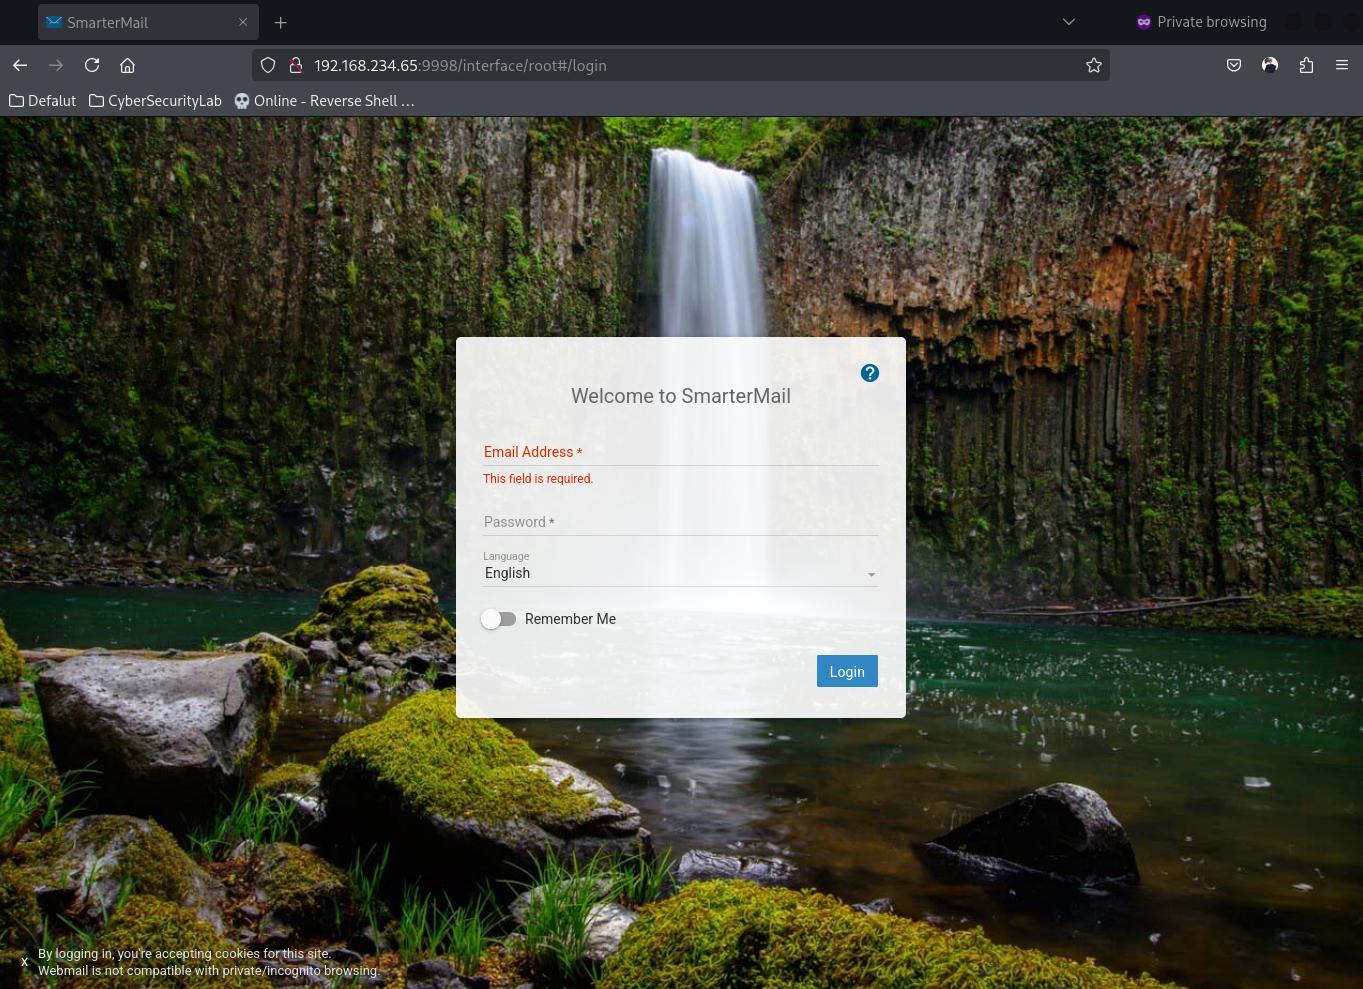 SmarterMail
Private browsing
192.168.234.65:9998/interface/root#/login
Defalut CyberSecurityLab Online - Reverse Shell ...
Welcome to SmarterMail
Email Address *
This field is required.
Password *
Language
English
Remember Me
Login
x
By logging in, you're accepting cookies for this site.
Webmail is not compatible with private/incognito browsing.